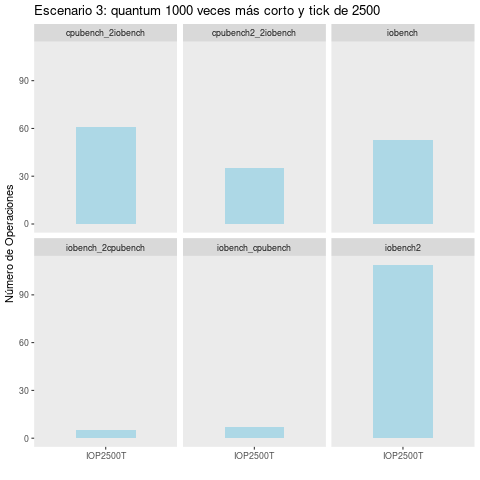 Escenario 3: quantum 1000 veces más corto y tick de 2500
cpubench_2iobench
cpubench2_2iobench
iobench
90
60
30
0
Número de Operaciones
iobench_2cpubench
iobench_cpubench
iobench2
90
60
30
0
IOP2500T
IOP2500T
IOP2500T